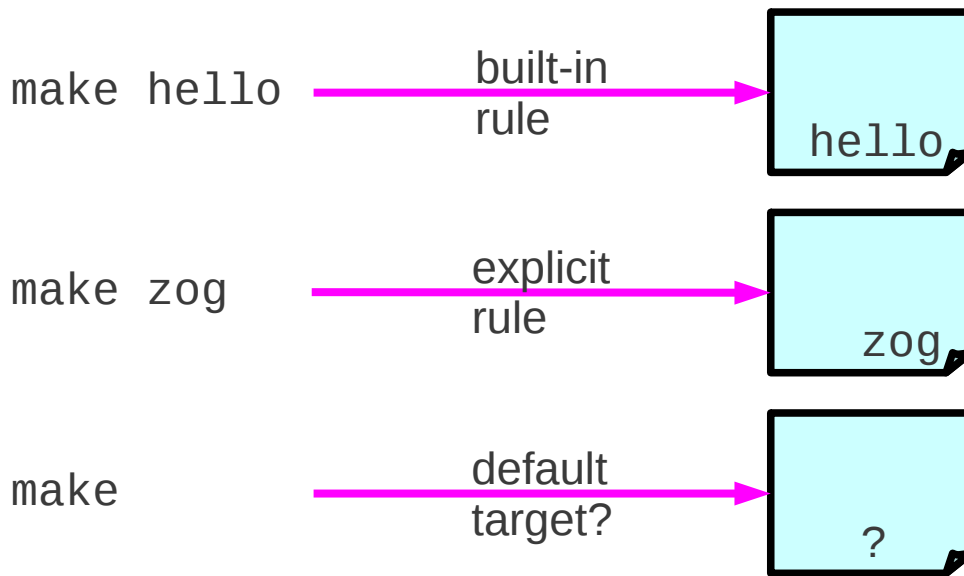 make hello
built-in
rule
hello
make zog
explicit
rule
zog
make
default
target?
?